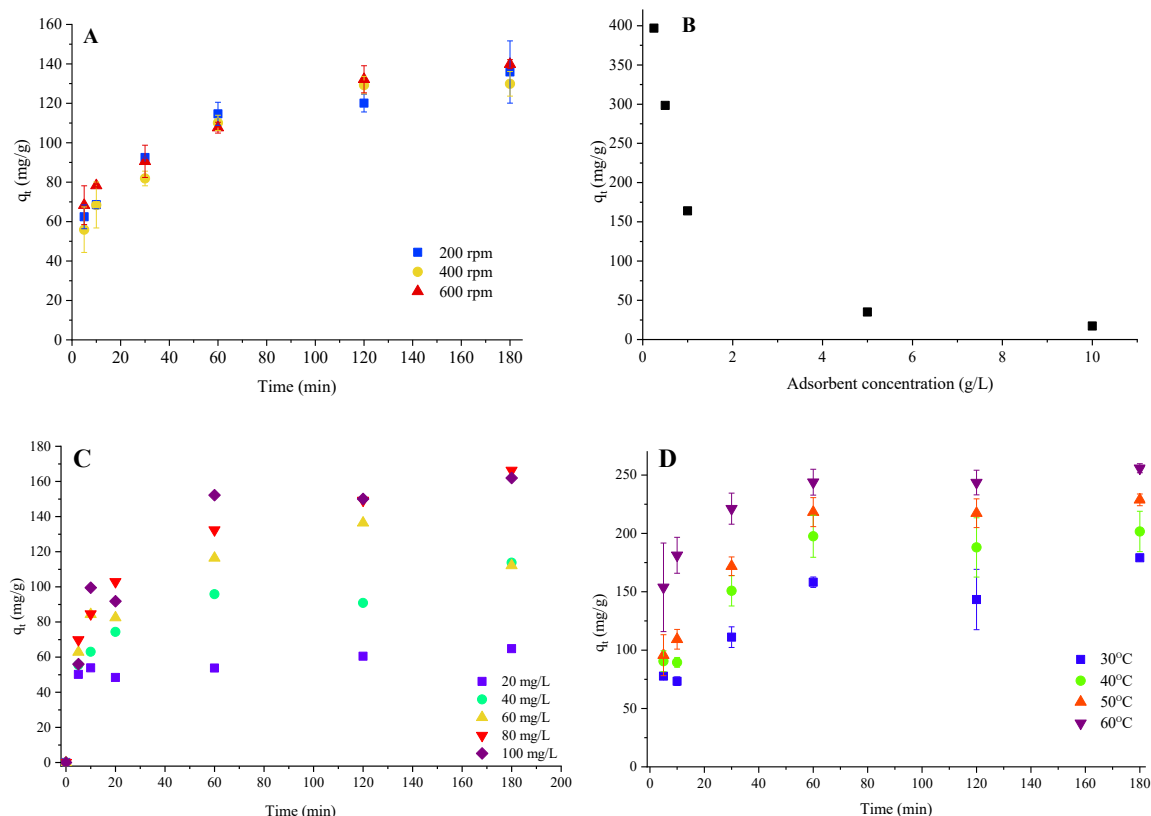 A
160
140
120
100
80
60
40
20
0
qt (mg/g)
200 rpm
400 rpm
600 rpm
0 20 40 60 80 100 120 140 160 180
Time (min)
B
400
350
300
250
200
150
100
50
0
qt (mg/g)
0 2 4 6 8 10
Adsorbent concentration (g/L)
C
180
160
140
120
100
80
60
40
20
0
qt (mg/g)
20 mg/L
40 mg/L
60 mg/L
80 mg/L
100 mg/L
0 20 40 60 80 100 120 140 160 180 200
Time (min)
D
250
200
150
100
50
0
qt (mg/g)
30°C
40°C
50°C
60°C
0 20 40 60 80 100 120 140 160 180
Time (min)